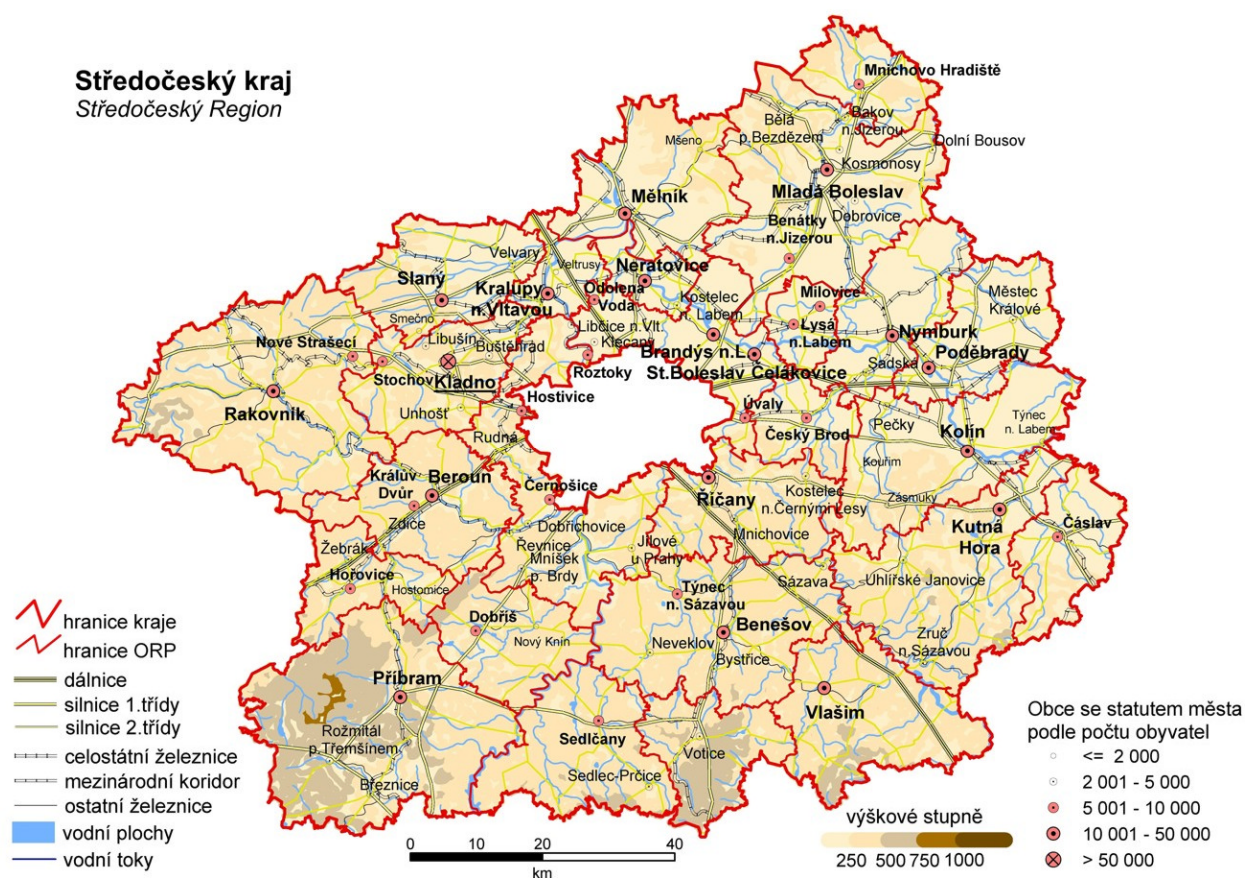 Středočeský kraj
Středočeský Region
Mnichovo Hradiště
Bělá
p.Bezdězem
Bakov
n.Jizerou
Dolní Bousov
Mšeno
Kosmonosy
Mělník
Mladá Boleslav
Dobrovice
Benátky
n.Jizerou
Velvary
Slaný
Veltrusy
Neratovice
Kralupy
n.Vltavou
Odolena
Voda
Kostelec
n. Labem
Milovice
Městec
Králové
Smečno
Libčice n.Vlt.
Klecany
Lysá
n.Labem
Nymburk
Nové Strašecí
Libušín
Buštěhrad
Brandýs n.L.
St.Boleslav
Čelákovice
Poděbrady
Sadská
Roztoky
Stochov
Kladno
Hostivice
Rakovník
Unhošť
Úvaly
Český Brod
Pečky
Kolín
Týnec
n. Labem
Rudná
Kouřim
Beroun
Králův
Dvůr
Černošice
Říčany
Kostelec
n.Černými Lesy
Zásmuky
Kutná
Hora
Čáslav
Zdice
Dobřichovice
Mnichovice
Žebrák
Řevnice
Mníšek
p. Brdy
Jílové
u Prahy
Sázava
Uhlířské Janovice
Hořovice
Hostomice
Týnec
n. Sázavou
Dobříš
Nový Knín
Benešov
Neveklov
Bystřice
Zruč
n.Sázavou
Příbram
Vlašim
Rožmitál
p.Třemšínem
Sedlčany
Votice
Březnice
Sedlec-Prčice
hranice kraje
hranice ORP
dálnice
silnice 1.třídy
silnice 2.třídy
celostátní železnice
mezinárodní koridor
ostatní železnice
vodní plochy
vodní toky
0 10 20 40
km
výškové stupně
250 500 750 1000
Obce se statutem města
podle počtu obyvatel
<= 2 000
2 001 - 5 000
5 001 - 10 000
10 001 - 50 000
> 50 000